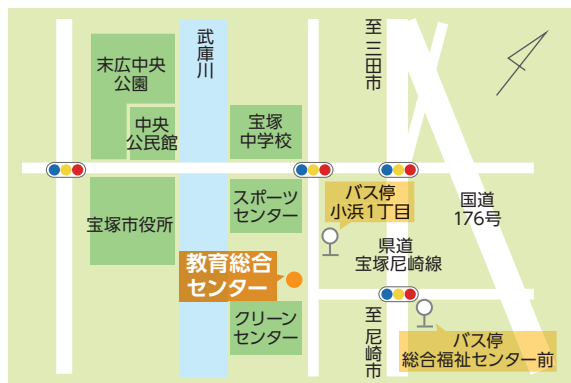 武庫川
至 三田市
末広中央
公園
中央
公民館
宝塚
中学校
宝塚市役所
スポーツ
センター
バス停
小浜1丁目
国道
176号
県道
宝塚尼崎線
教育総合
センター
クリーン
センター
至 尼崎市
バス停
総合福祉センター前